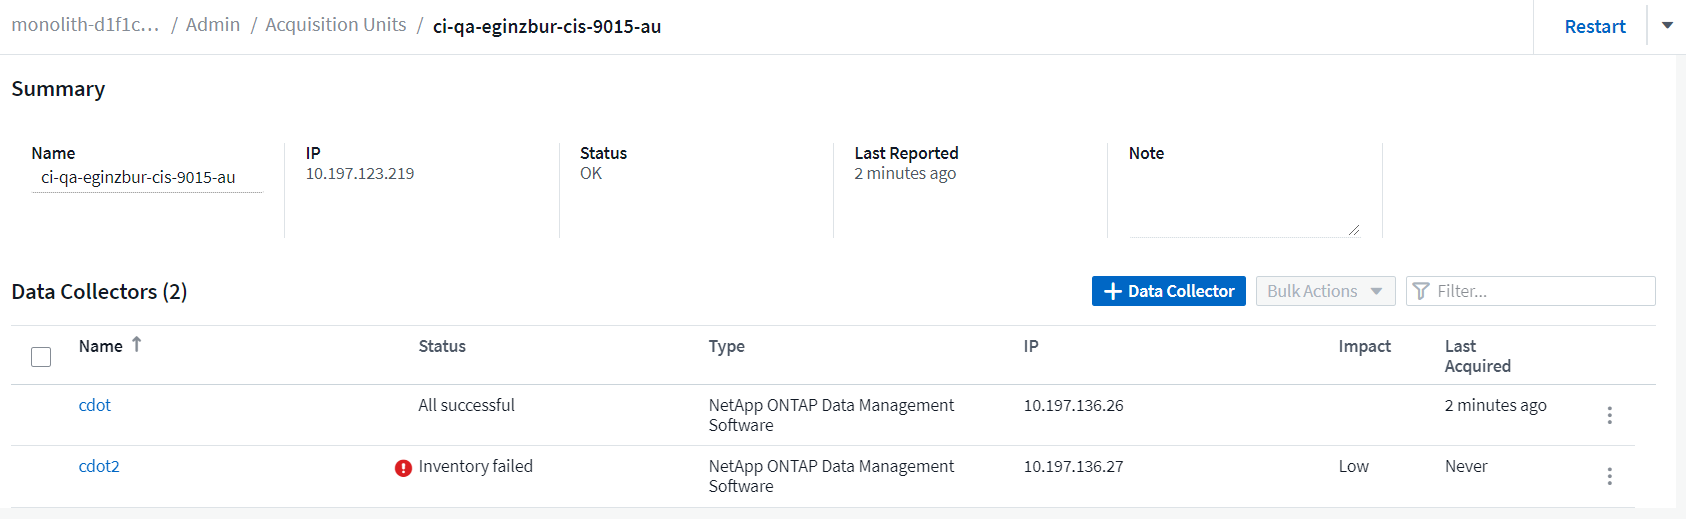 monolith-d1f1c... / Admin / Acquisition Units / ci-qa-eginzbur-cis-9015-au
Restart
Summary
Name
ci-qa-eginzbur-cis-9015-au
IP
10.197.123.219
Status
OK
Last Reported
2 minutes ago
Note
Data Collectors (2)
+ Data Collector
Bulk Actions
Filter...
Name ↑ Status Type IP Impact Last
Acquired
cdot All successful NetApp ONTAP Data Management 10.197.136.26 2 minutes ago
Software
cdot2 Inventory failed NetApp ONTAP Data Management 10.197.136.27 Low Never
Software